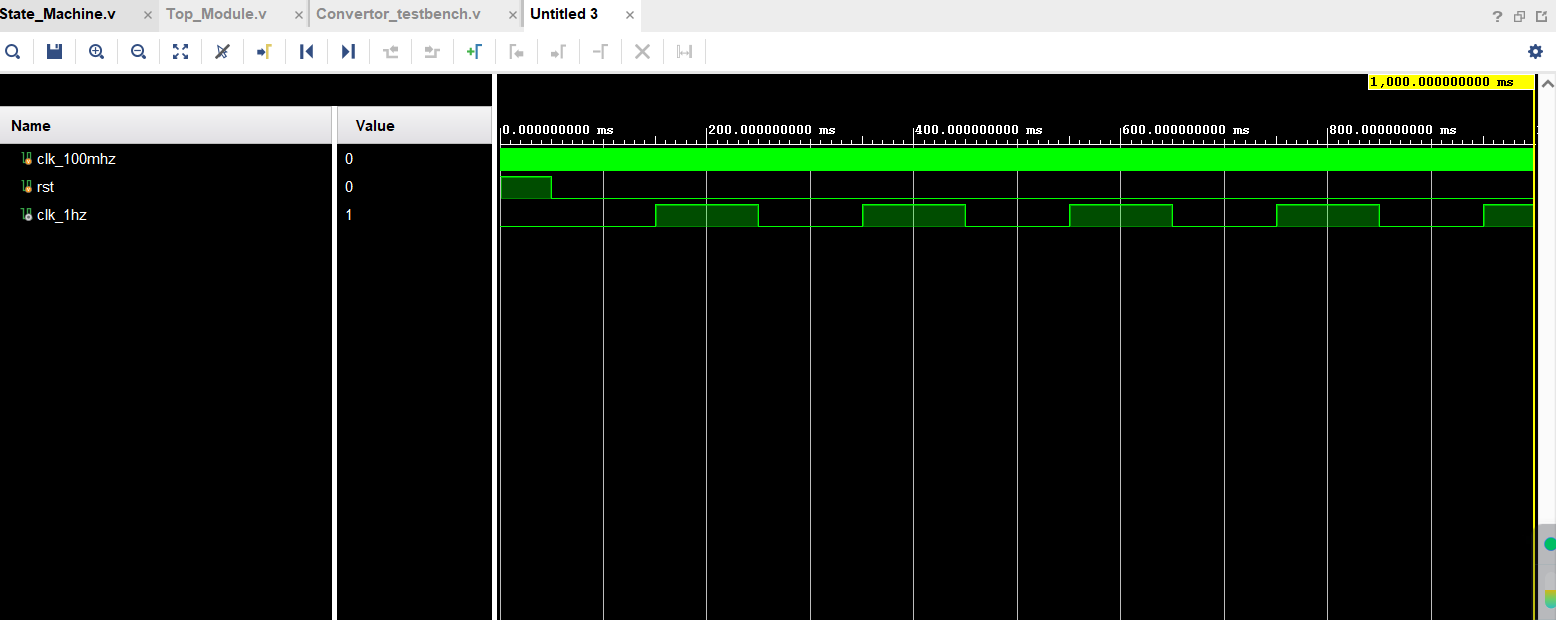 State_Machine.v × Top_Module.v × Convertor_testbench.v × Untitled 3 × ?
1,000.000000000 ms
Name Value 0.000000000 ms 200.000000000 ms 400.000000000 ms 600.000000000 ms 800.000000000 ms
clk_100mhz 0
rst 0
clk_1hz 1